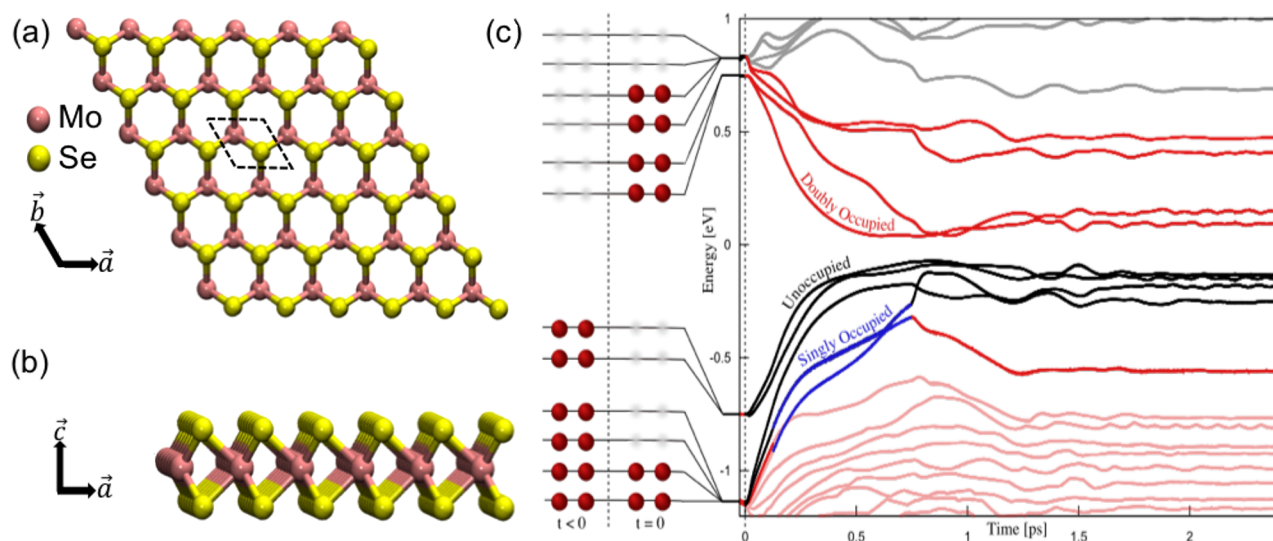 (a)
Mo
Se
b
a
(b)
c
a
(c)
t < 0
t = 0
Energy [eV]
1
0.5
0
-0.5
-1
Doubly Occupied
Unoccupied
Singly Occupied
0
0.5
1
1.5
2
Time [ps]